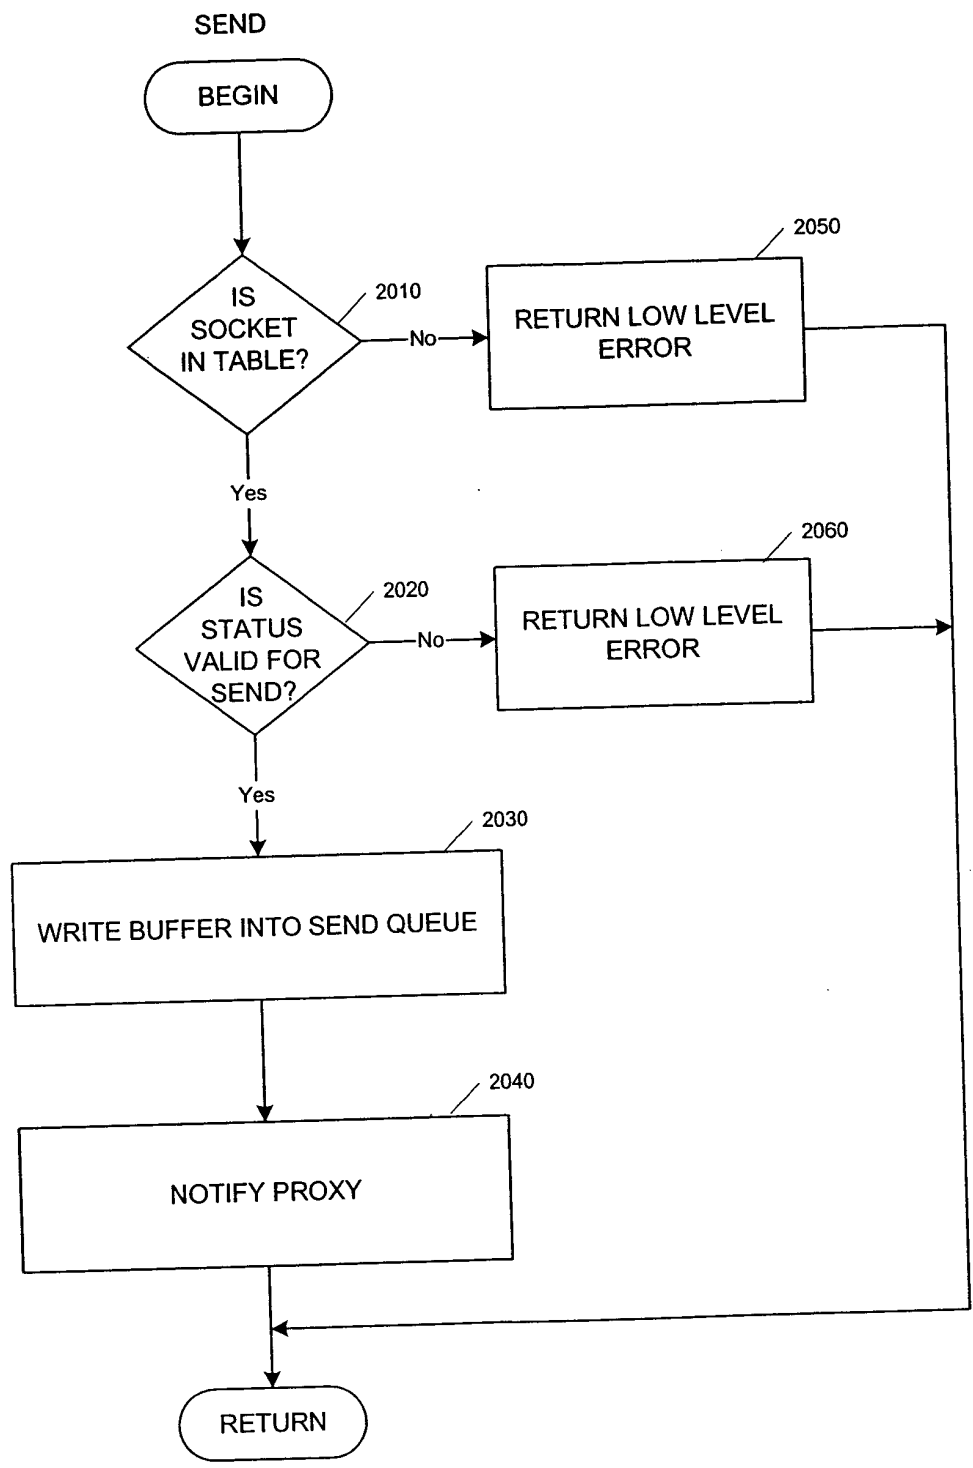 SEND
BEGIN
2050
2010
IS
SOCKET
IN TABLE?
No
RETURN LOW LEVEL
ERROR
Yes
2060
2020
IS
STATUS
VALID FOR
SEND?
No
RETURN LOW LEVEL
ERROR
Yes
2030
WRITE BUFFER INTO SEND QUEUE
2040
NOTIFY PROXY
RETURN